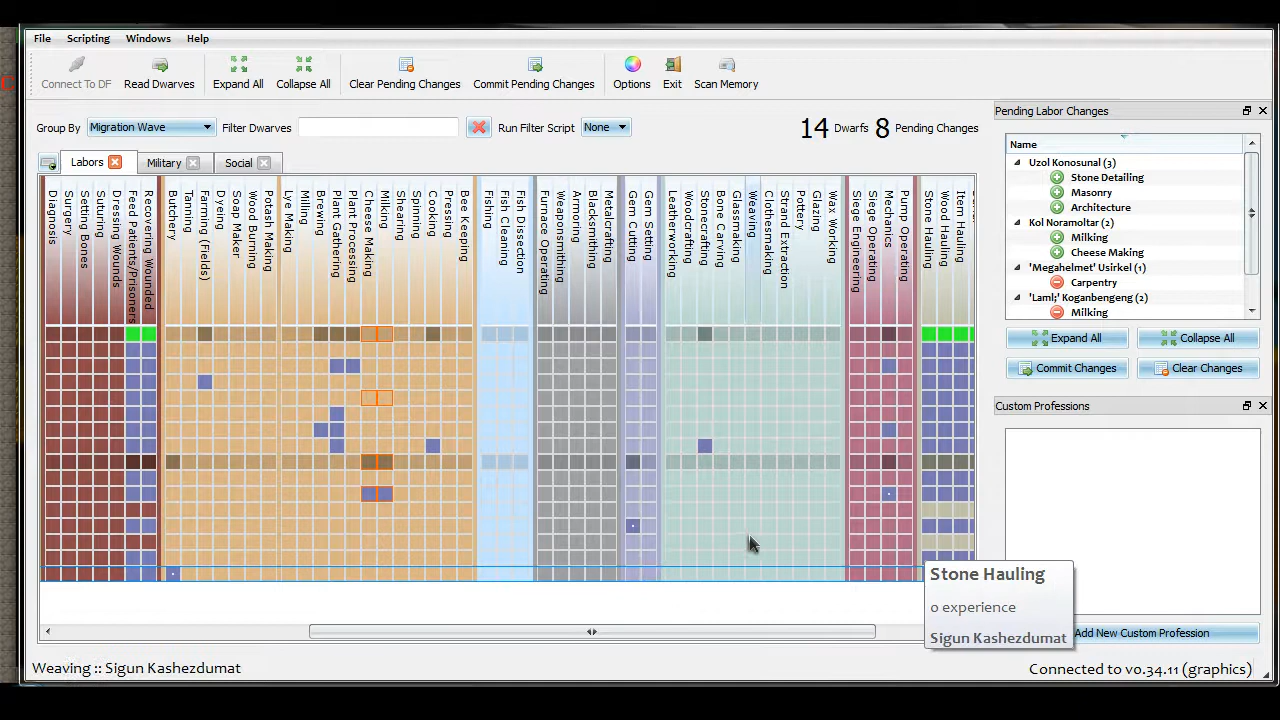 File Scripting Windows Help
Connect To DF Read Dwarves Expand All Collapse All Clear Pending Changes Commit Pending Changes Options Exit Scan Memory
Group By Migration Wave Filter Dwarves Run Filter Script None 14 Dwarfs 8 Pending Changes
Labors Military Social
Diagnosis
Surgery
Setting Bones
Suturing
Dressing Wounds
Feed Patients/Prisoners
Recovering Wounded
Butchery
Tanning
Farming (Fields)
Dyeing
Soap Maker
Wood Burning
Potash Making
Lye Making
Milling
Brewing
Plant Gathering
Plant Processing
Cheese Making
Milking
Shearing
Spinning
Cooking
Pressing
Bee Keeping
Fishing
Fish Cleaning
Fish Dissection
Furnace Operating
Weaponsmithing
Armoring
Blacksmithing
Metalcrafting
Gem Cutting
Gem Setting
Leatherworking
Woodcrafting
Stonecrafting
Bone Carving
Glassmaking
Weaving
Clothesmaking
Strand Extraction
Pottery
Glazing
Wax Working
Siege Engineering
Siege Operating
Mechanics
Pump Operating
Stone Hauling
Wood Hauling
Item Hauling
Pending Labor Changes
Name
Uzol Konosunal (3)
Stone Detailing
Masonry
Architecture
Kol Neramoltar (2)
Milking
Cheese Making
'Megahelmet' Usirkel (1)
Carpentry
'Laml;' Koganbengeng (2)
Milking
Expand All Collapse All
Commit Changes Clear Changes
Custom Professions
Add New Custom Profession
Stone Hauling
0 experience
Sigun Kashezdumat
Weaving :: Sigun Kashezdumat
Connected to v0.34.11 (graphics)